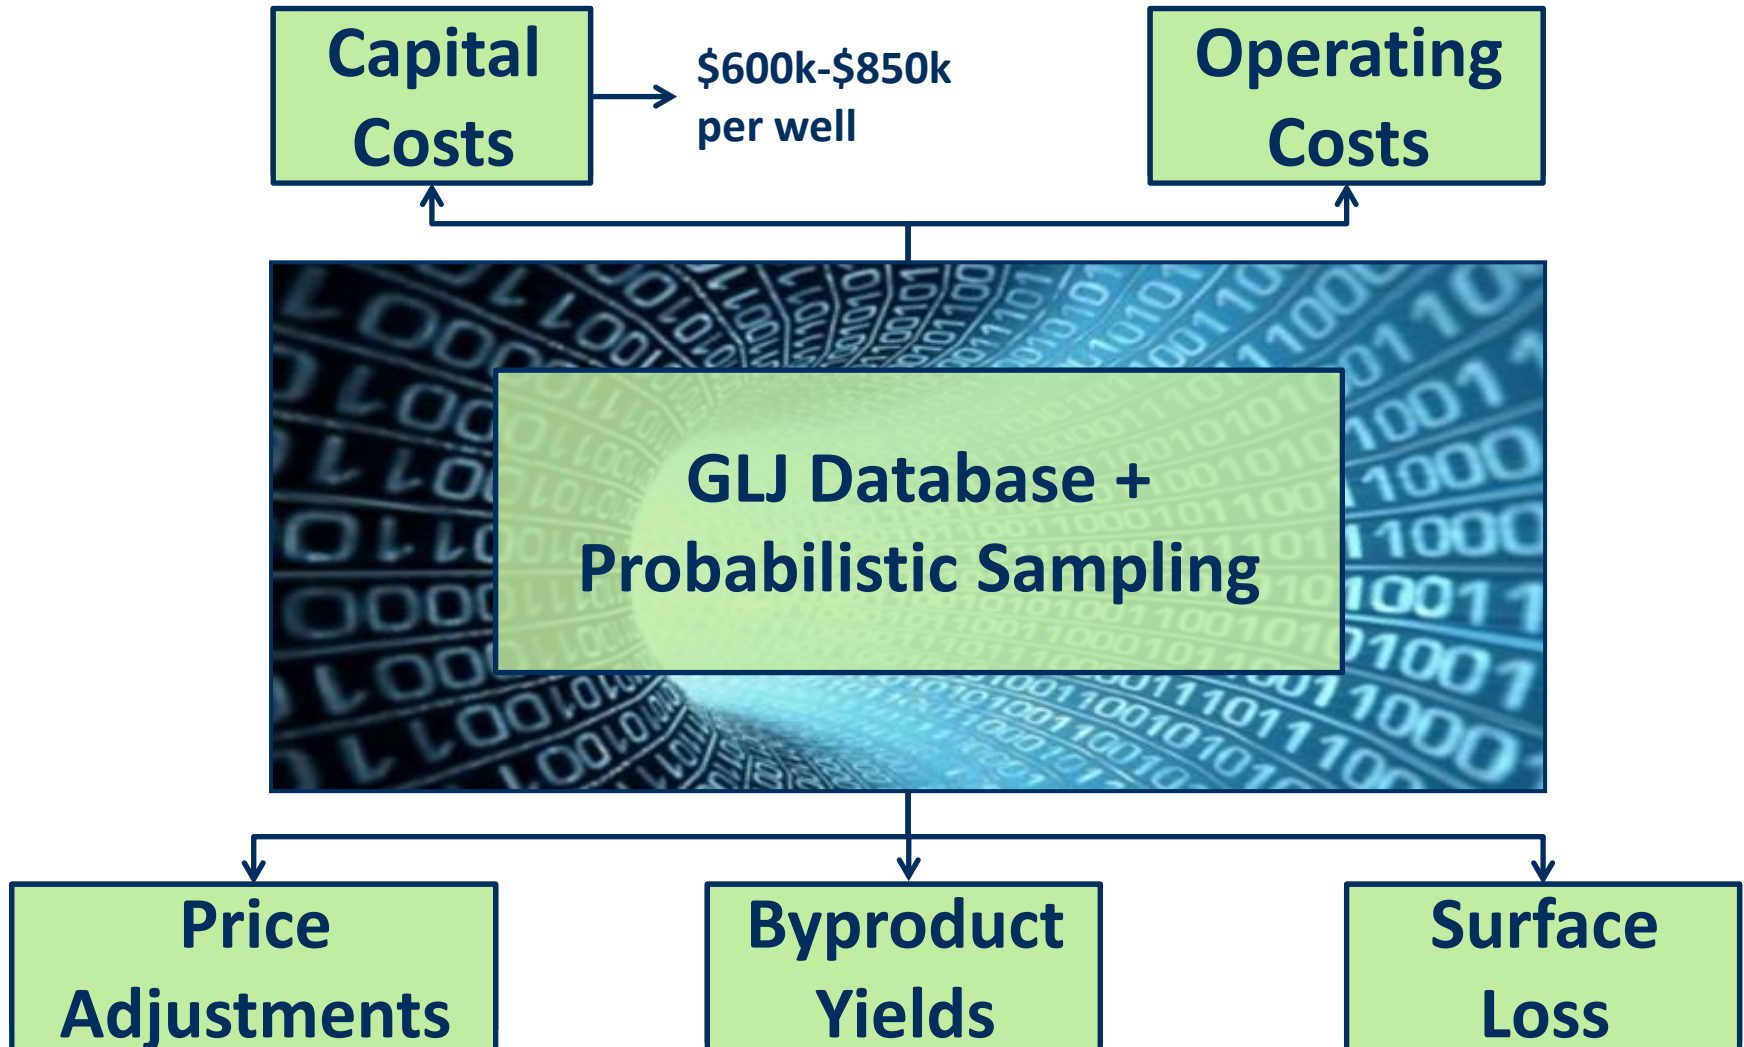 Capital
Costs
$600k-$850k
per well
Operating
Costs
GLJ Database +
Probabilistic Sampling
Price
Adjustments
Byproduct
Yields
Surface
Loss